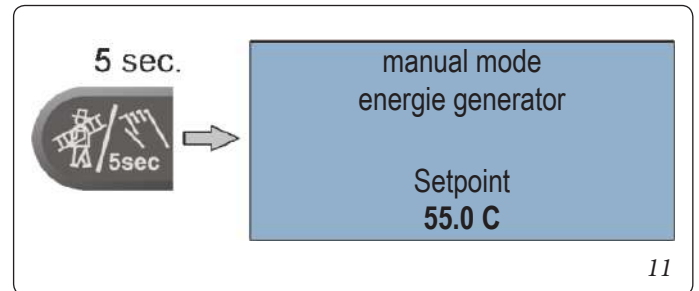 5 sec.
5sec
manual mode
energie generator
Setpoint
55.0 C
11